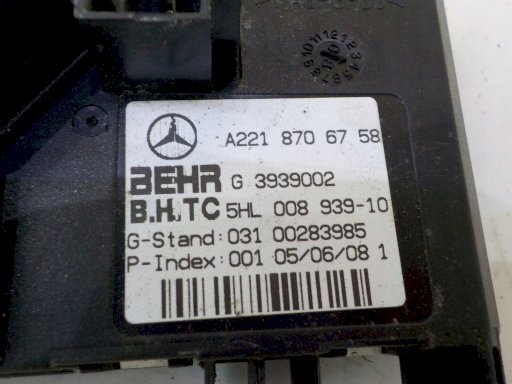 A221 870 67 58
BEHR G 3939002
B.H.TC 5HL 008 939-10
G-Stand: 031 00283985
P-Index: 001 05/06/08 1